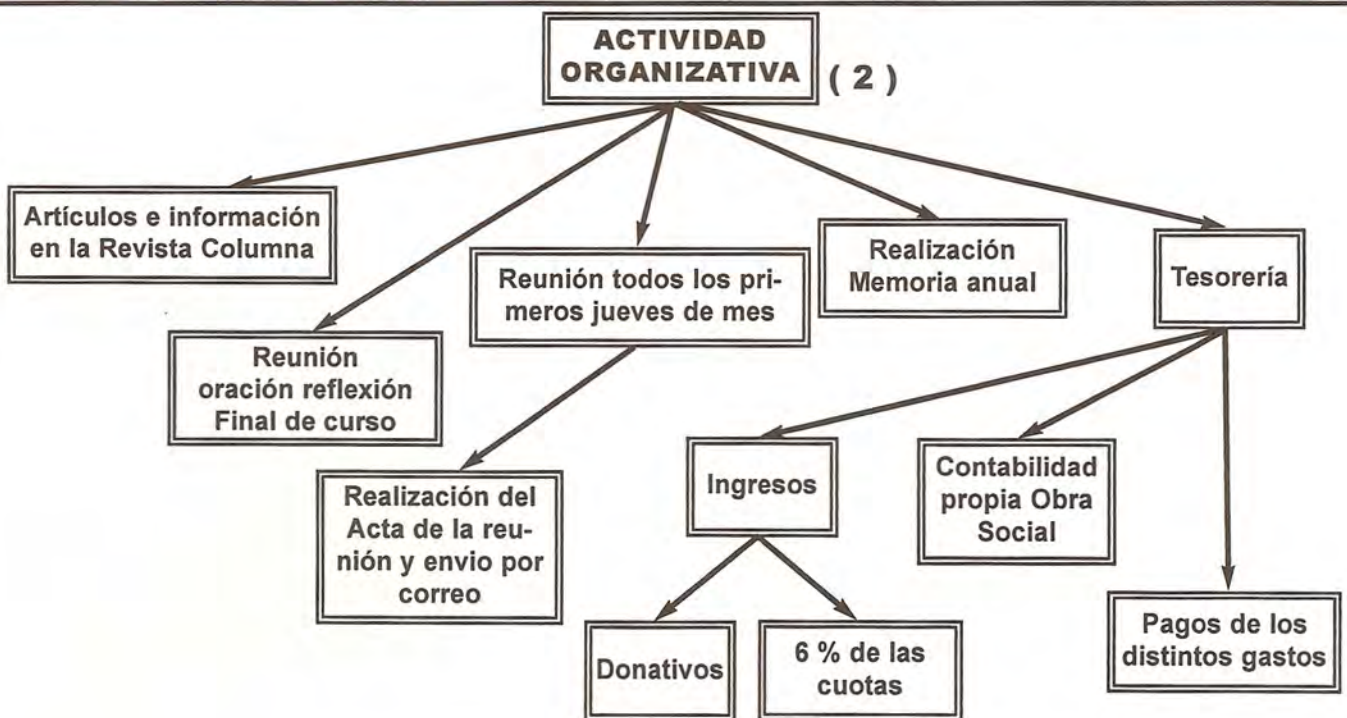 ACTIVIDAD
ORGANIZATIVA
( 2 )
Artículos e información
en la Revista Columna
Reunión
oración reflexión
Final de curso
Reunión todos los pri-
meros jueves de mes
Realización del
Acta de la reu-
nión y envio por
correo
Realización
Memoria anual
Tesorería
Ingresos
Donativos
6 % de las
cuotas
Contabilidad
propia Obra
Social
Pagos de los
distintos gastos